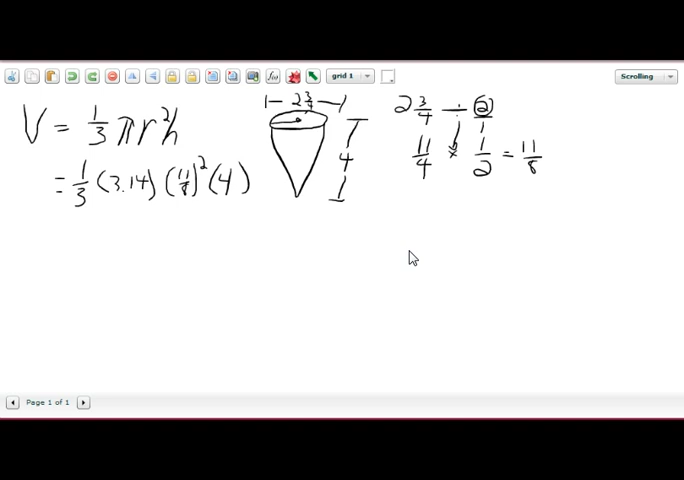 grid 1
Scrolling
V = 1/3 πr²h
= 1/3 (3.14) (11/8)² (4)
2 3/4
4
2 3/4 ÷ 2/1
11/4 × 1/2 = 11/8
Page 1 of 1